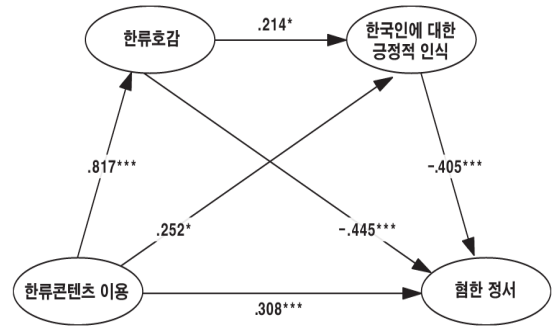 한류호감
.214*
한국인에 대한
긍정적 인식
.817***
.252*
-.445***
-.405***
한류콘텐츠 이용
.308***
혐한 정서